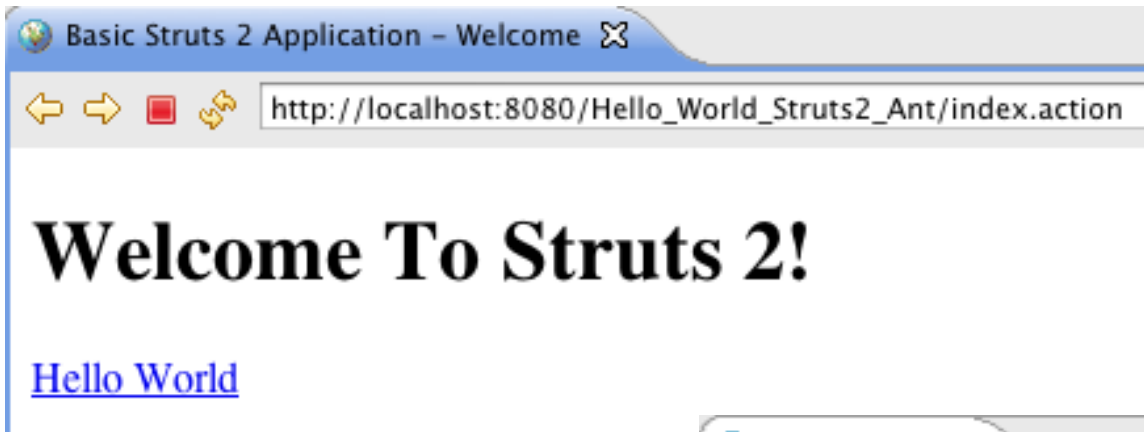 Basic Struts 2 Application – Welcome
http://localhost:8080/Hello_World_Struts2_Ant/index.action
Welcome To Struts 2!
Hello World